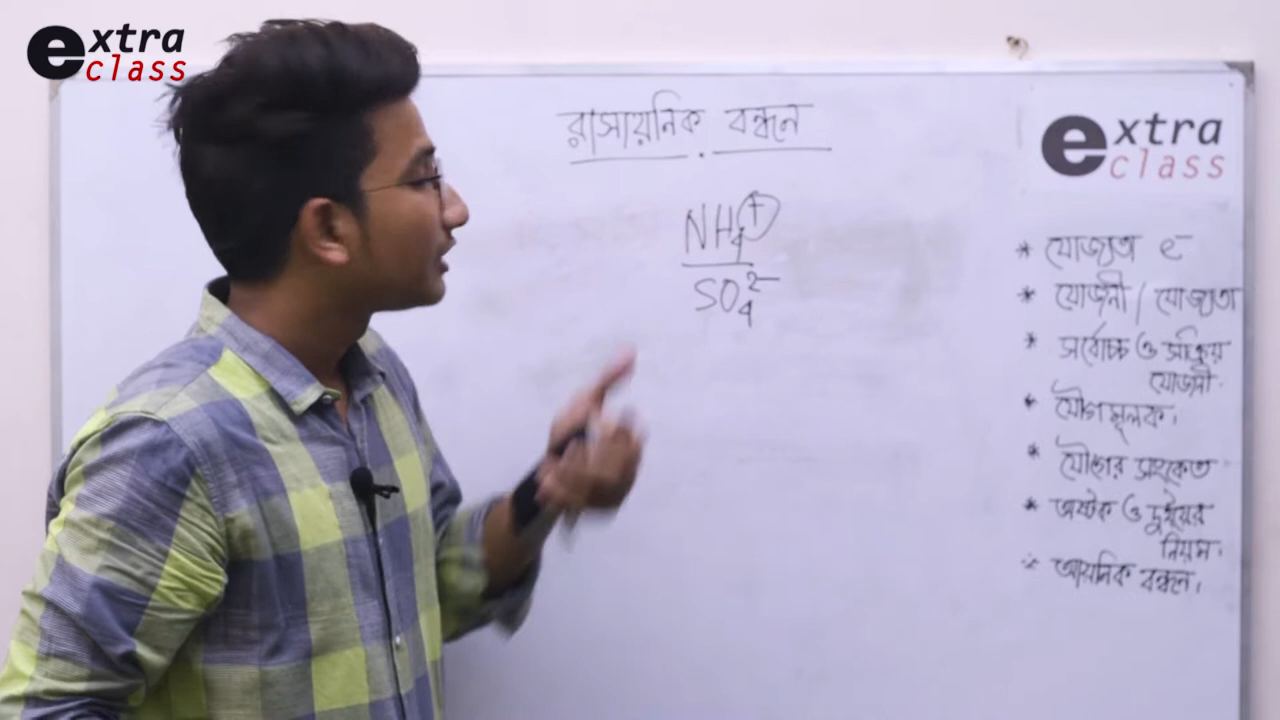 extra
class
রাসায়নিক বন্ধন
extra
class
NH₄⁺
SO₄²⁻
* যোজ্যতা e⁻
* যোজনী / যোজ্যতা
* সর্বোচ্চ ও সক্রিয়
যোজনী.
* যৌগমূলক।
* যৌগের সংকেত
* অষ্টক ও দুইয়ের
নিয়ম.
* আয়নিক বন্ধন।